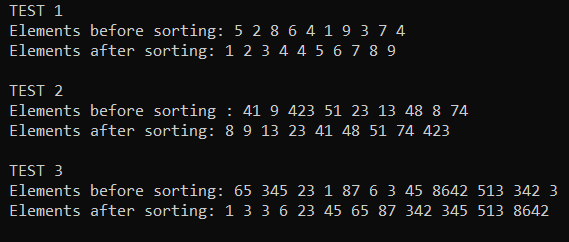 TEST 1
Elements before sorting: 5 2 8 6 4 1 9 3 7 4
Elements after sorting: 1 2 3 4 4 5 6 7 8 9
TEST 2
Elements before sorting : 41 9 423 51 23 13 48 8 74
Elements after sorting: 8 9 13 23 41 48 51 74 423
TEST 3
Elements before sorting: 65 345 23 1 87 6 3 45 8642 513 342 3
Elements after sorting: 1 3 3 6 23 45 65 87 342 345 513 8642